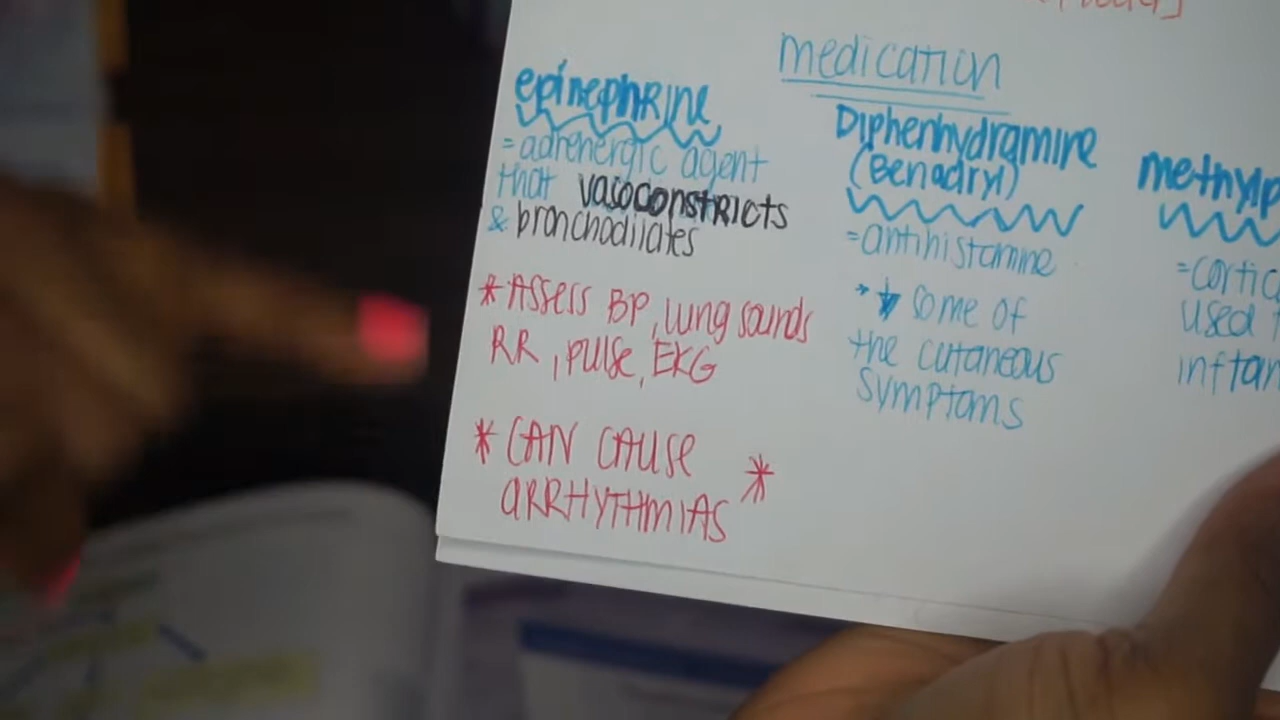 medication
epinephRine
=adrenergic agent
that vasoconstRicts
& bronchodilates
*Assess BP, lung sounds
RR, pulse, EKG
*CAN CAUSE
ARRHYTHmIAS *
Diphenhydramine
(Benadryl)
=antihistamine
↓ some of
the cutaneous
symptoms
methylp
=cortic
used t
inflam